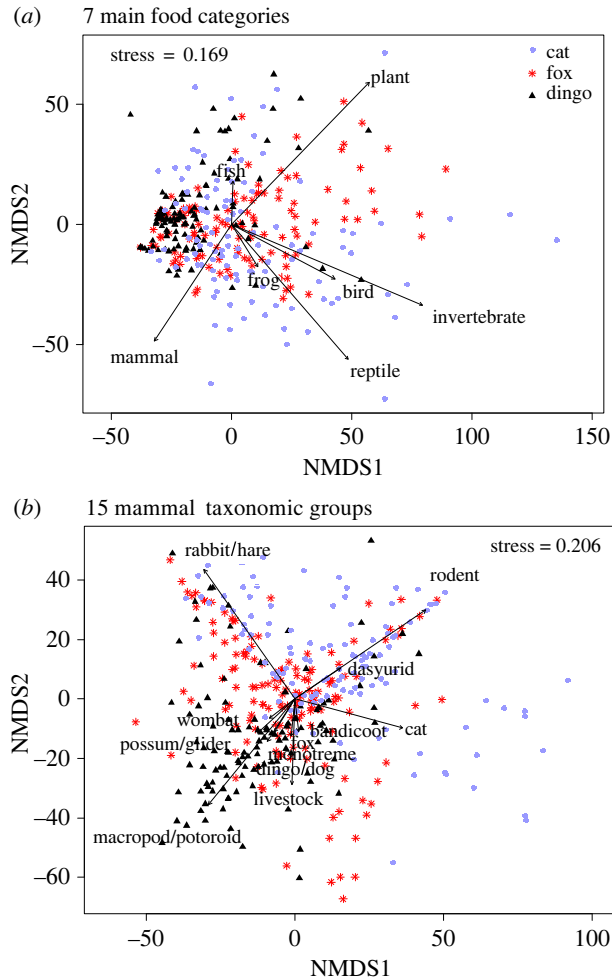 (a) 7 main food categories
stress = 0.169
cat
fox
dingo
plant
fish
frog
bird
invertebrate
mammal
reptile
50
0
−50
NMDS2
−50 0 50 100 150
NMDS1
(b) 15 mammal taxonomic groups
stress = 0.206
rabbit/hare
rodent
dasyurid
wombat
cat
bandicoot
possum/glider
fox
monotreme
dingo/dog
livestock
macropod/potoroid
40
20
0
−20
−40
−60
NMDS2
−50 0 50 100
NMDS1